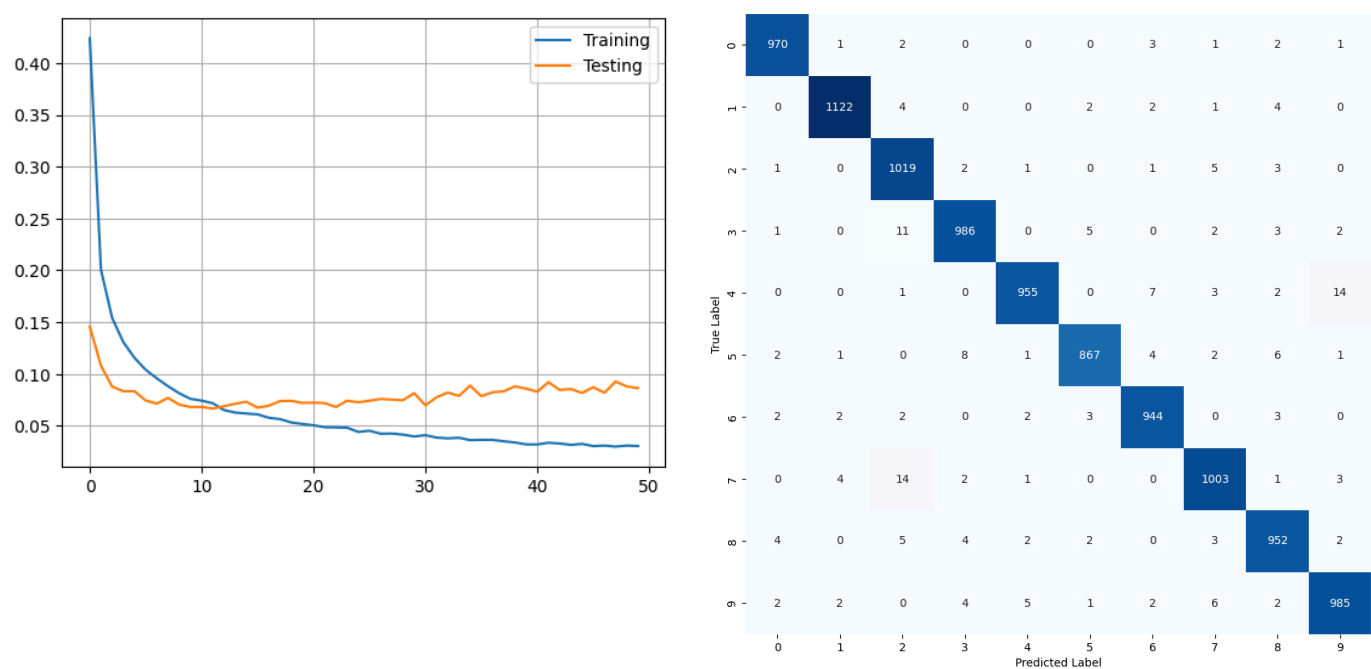 Training
Testing
0.40
0.35
0.30
0.25
0.20
0.15
0.10
0.05
0 10 20 30 40 50
True Label
0 970 1 2 0 0 0 3 1 2 1
1 0 1122 4 0 0 2 2 1 4 0
2 1 0 1019 2 1 0 1 5 3 0
3 1 0 11 986 0 5 0 2 3 2
4 0 0 1 0 955 0 7 3 2 14
5 2 1 0 8 1 867 4 2 6 1
6 2 2 2 0 2 3 944 0 3 0
7 0 4 14 2 1 0 0 1003 1 3
8 4 0 5 4 2 2 0 3 952 2
9 2 2 0 4 5 1 2 6 2 985
0 1 2 3 4 5 6 7 8 9
Predicted Label